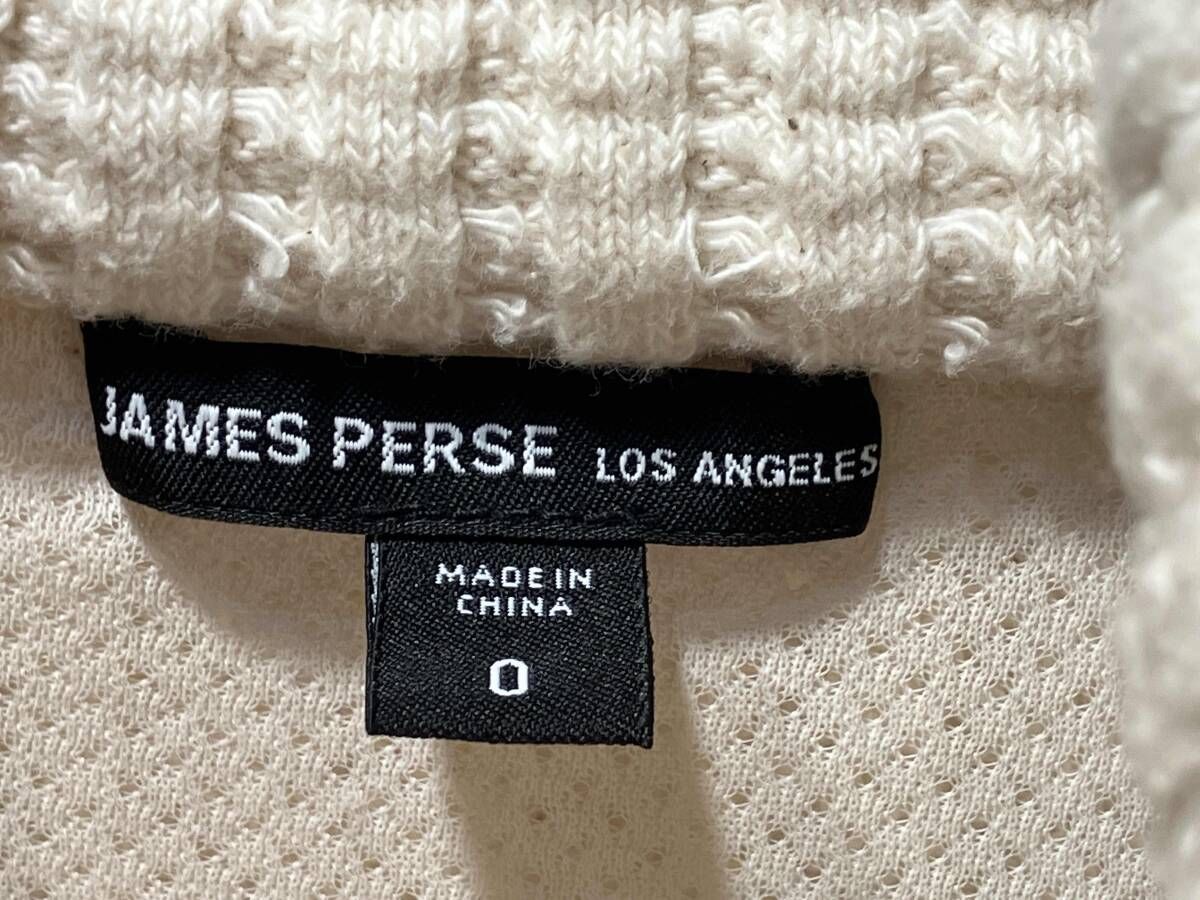 JAMES PERSE LOS ANGELES
MADE IN
CHINA
0